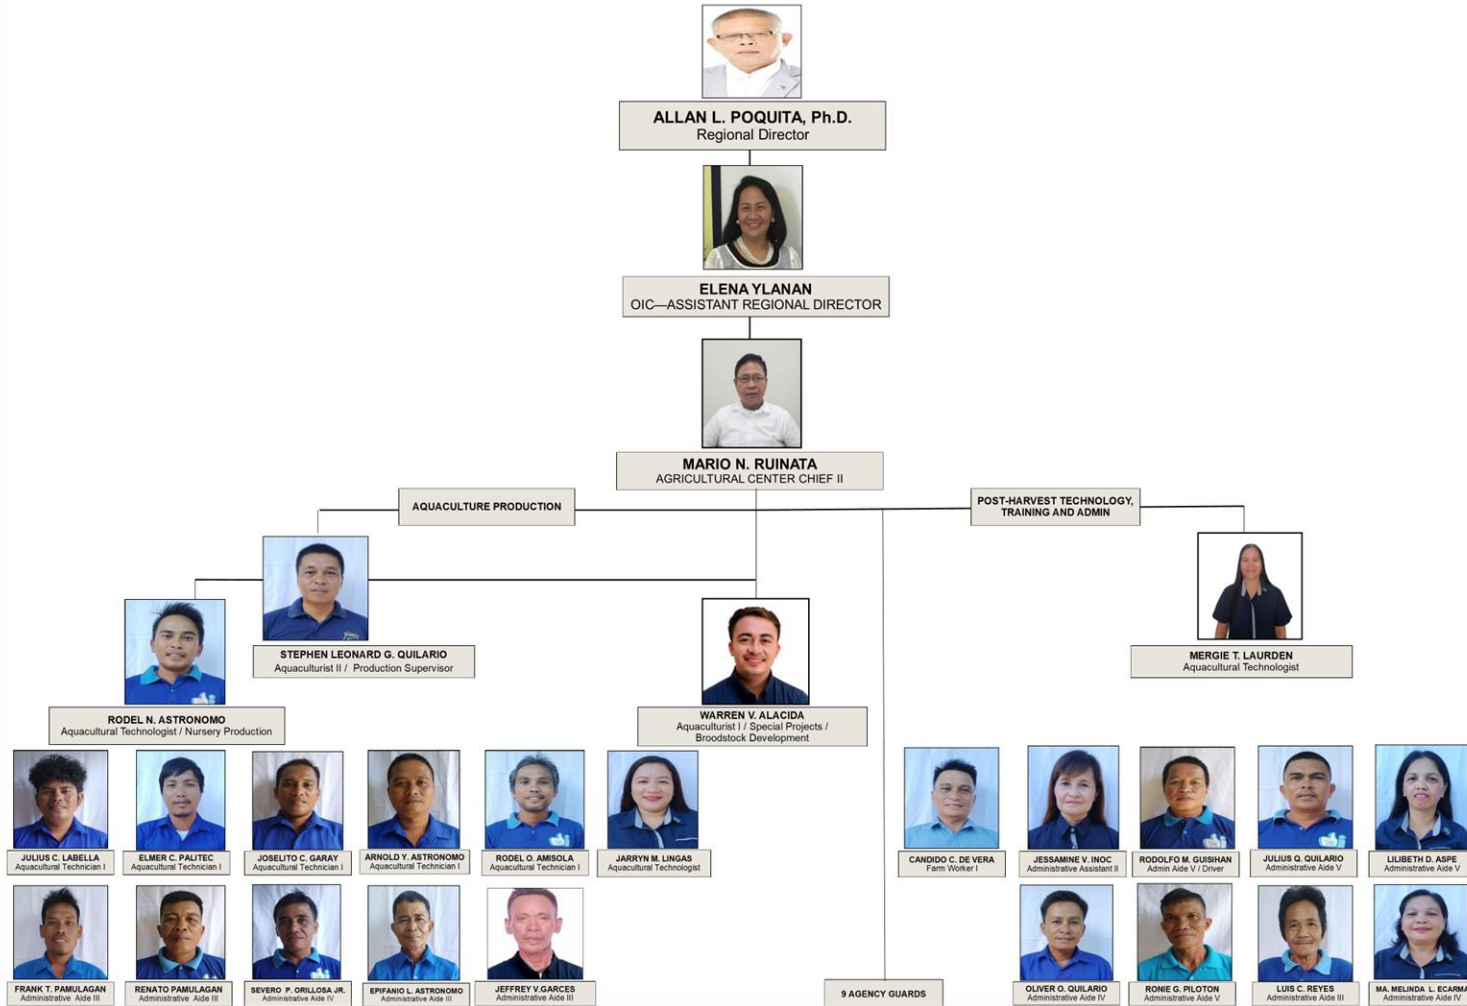 ALLAN L. POQUITA, Ph.D.
Regional Director
ELENA YLANAN
OIC—ASSISTANT REGIONAL DIRECTOR
MARIO N. RUINATA
AGRICULTURAL CENTER CHIEF II
AQUACULTURE PRODUCTION
POST-HARVEST TECHNOLOGY,
TRAINING AND ADMIN
STEPHEN LEONARD G. QUILARIO
Aquaculturist II / Production Supervisor
MERGIE T. LAURDEN
Aquacultural Technologist
RODEL N. ASTRONOMO
Aquacultural Technologist / Nursery Production
WARREN V. ALACIDA
Aquaculturist I / Special Projects /
Broodstock Development
JULIUS C. LABELLA
Aquacultural Technician I
ELMER C. PALITEC
Aquacultural Technician I
JOSELITO C. GARAY
Aquacultural Technician I
ARNOLD Y. ASTRONOMO
Aquacultural Technician I
RODEL O. AMISOLA
Aquacultural Technician I
JARRYN M. LINGAS
Aquacultural Technologist
CANDIDO C. DE VERA
Farm Worker I
JESSAMINE V. INOC
Administrative Assistant II
RODOLFO M. GUISIHAN
Admin Aide V / Driver
JULIUS Q. QUILARIO
Administrative Aide V
LILIBETH D. ASPE
Administrative Aide V
FRANK T. PAMULAGAN
Administrative Aide III
RENATO PAMULAGAN
Administrative Aide III
SEVERO P. ORILLOSA JR.
Administrative Aide IV
EPIFANIO L. ASTRONOMO
Administrative Aide III
JEFFREY V.GARCES
Administrative Aide III
9 AGENCY GUARDS
OLIVER O. QUILARIO
Administrative Aide IV
RONIE G. PILOTON
Administrative Aide V
LUIS C. REYES
Administrative Aide III
MA. MELINDA L. ECARMA
Administrative Aide IV